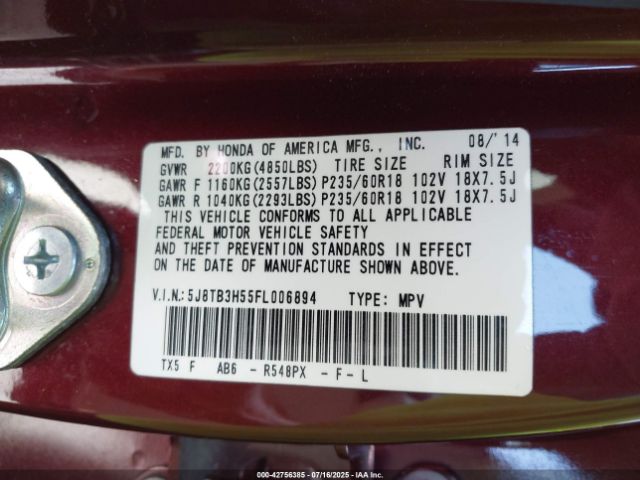 MFD. BY HONDA OF AMERICA MFG., INC. 08/'14
GVWR 2200KG(4850LBS) TIRE SIZE RIM SIZE
GAWR F 1160KG(2557LBS)P235/60R18 102V 18X7.5J
GAWR R 1040KG(2293LBS)P235/60R18 102V 18X7.5J
THIS VEHICLE CONFORMS TO ALL APPLICABLE
FEDERAL MOTOR VEHICLE SAFETY
AND THEFT PREVENTION STANDARDS IN EFFECT
ON THE DATE OF MANUFACTURE SHOWN ABOVE.
V.I.N.:5J8TB3H55FL006894 TYPE: MPV
TX5 F AB6 - R548PX - F - L
00-42756385 | 07/16/2025 - I A A, Inc.